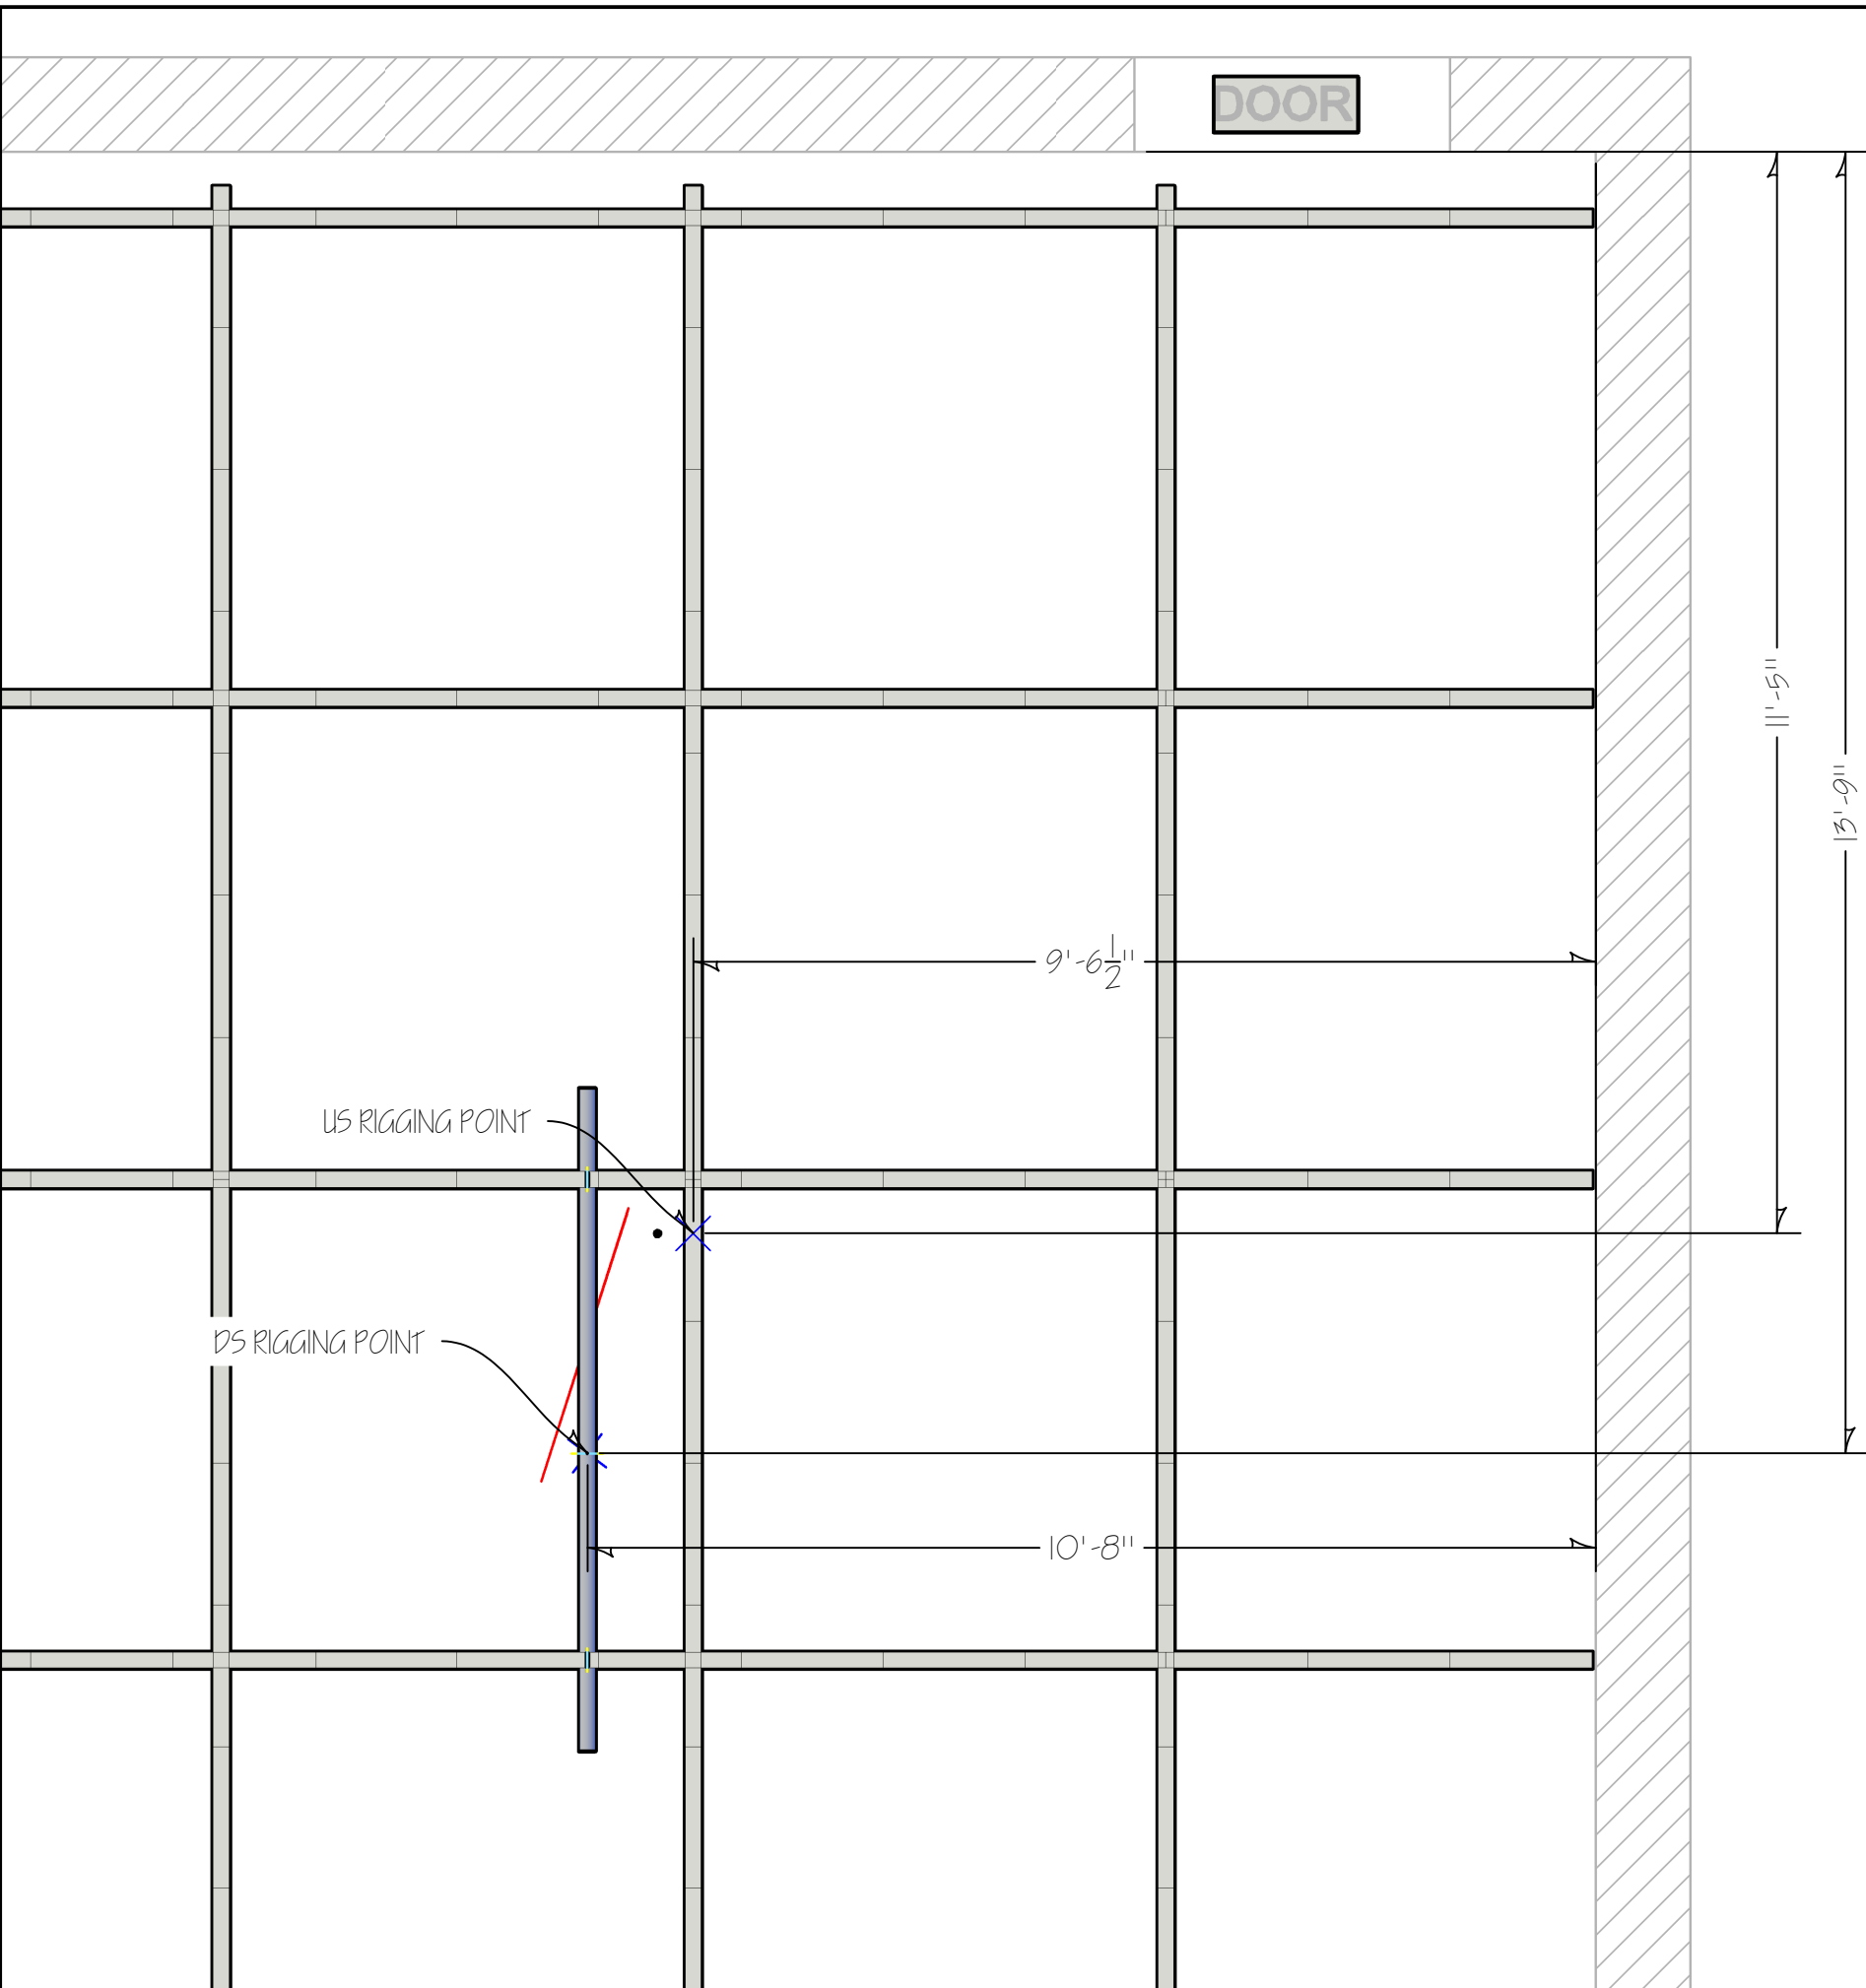 DOOR
11'-5"
13'-9"
9'-6 1/2"
US RIGGING POINT
DS RIGGING POINT
10'-8"